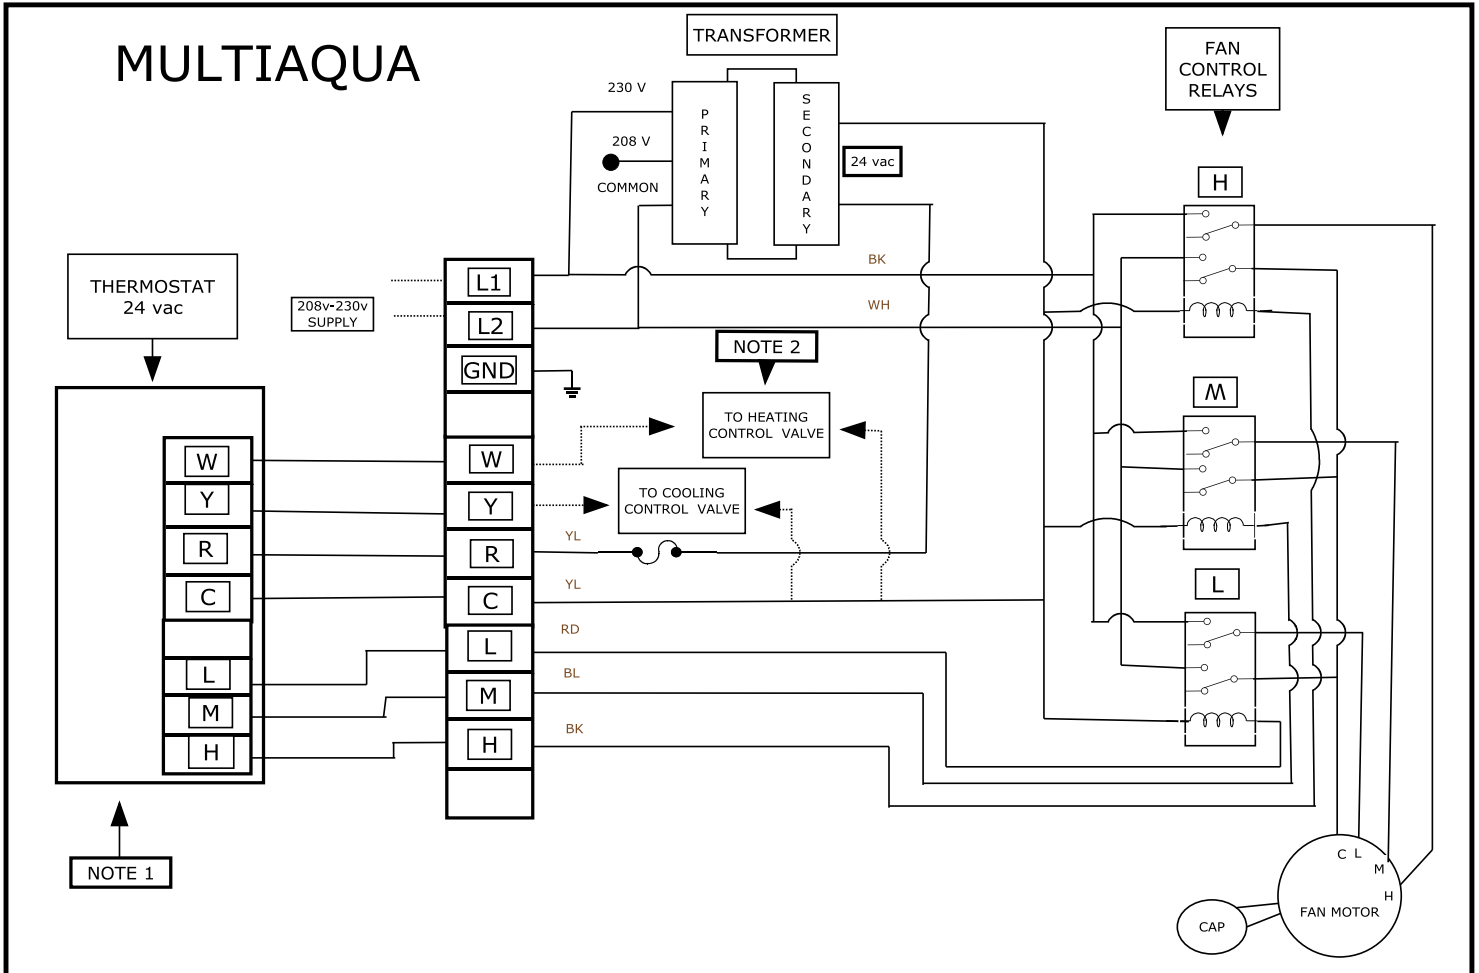 MULTIAQUA
TRANSFORMER
FAN
CONTROL
RELAYS
230 V
208 V
COMMON
PRIMARY
SECONDARY
24 vac
H
THERMOSTAT
24 vac
208v-230v
SUPPLY
L1
L2
GND
W
Y
R
C
L
M
H
BK
WH
NOTE 2
TO HEATING
CONTROL VALVE
TO COOLING
CONTROL VALVE
YL
YL
RD
BL
BK
M
L
W
Y
R
C
L
M
H
NOTE 1
C L
M
H
FAN MOTOR
CAP